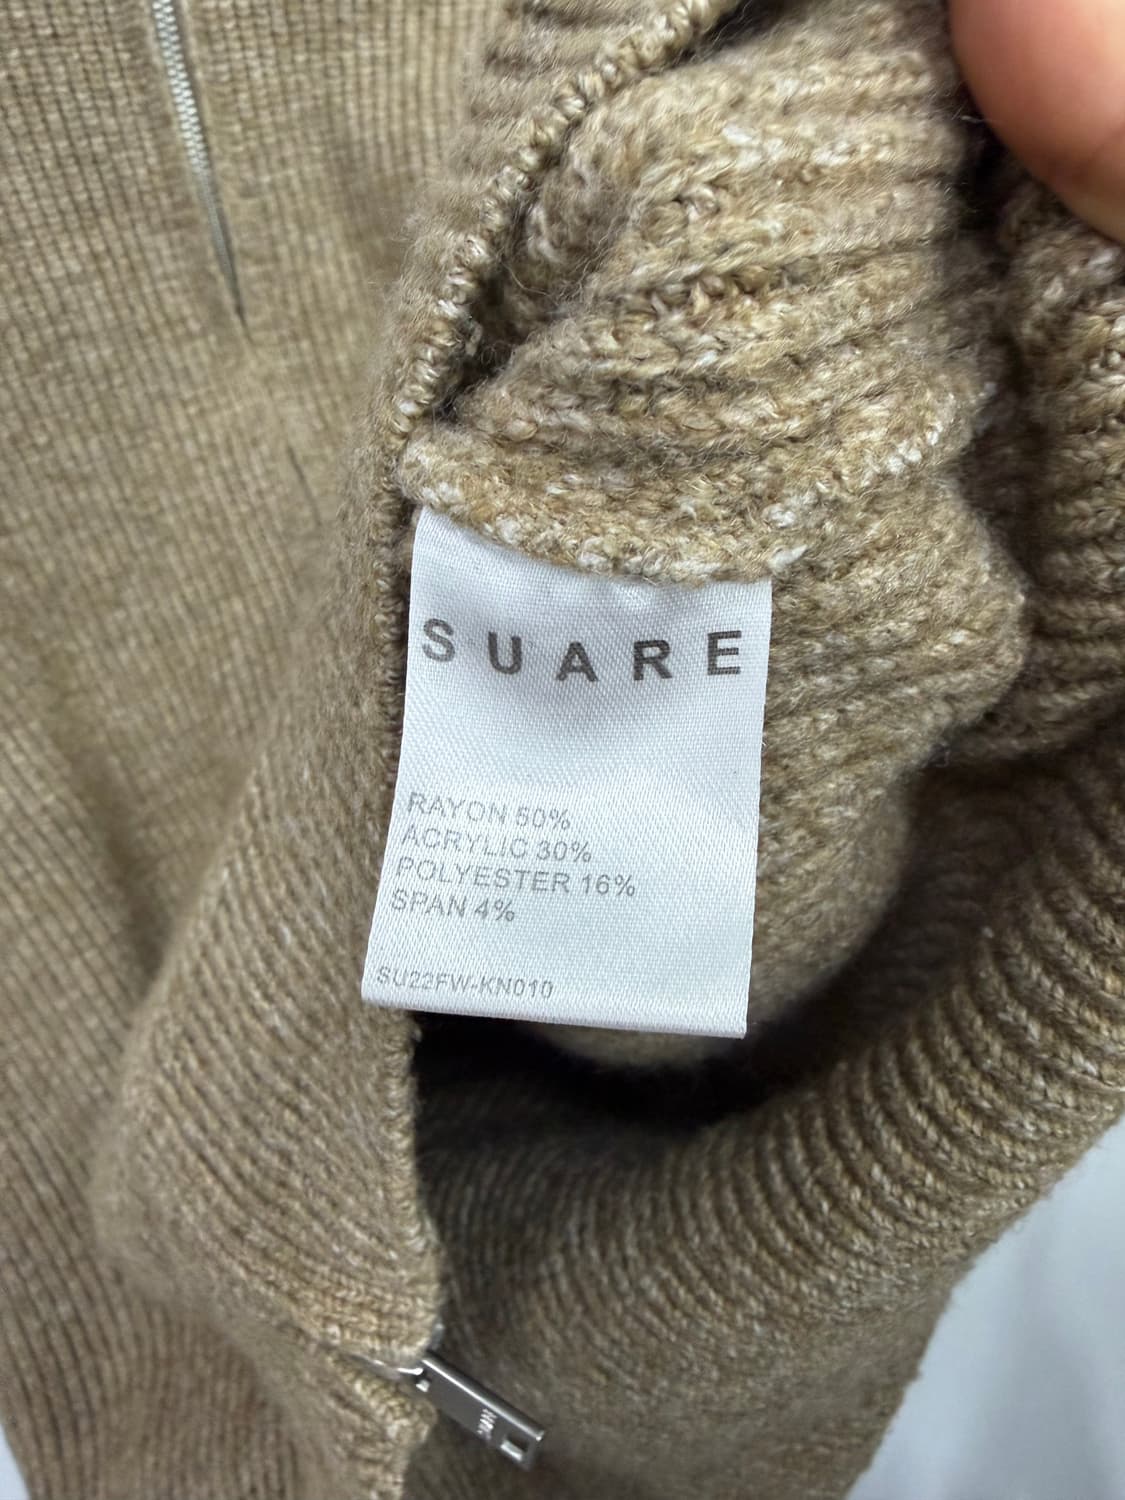 SUARE
RAYON 50%
ACRYLIC 30%
POLYESTER 16%
SPAN 4%
SU22FW-KN010